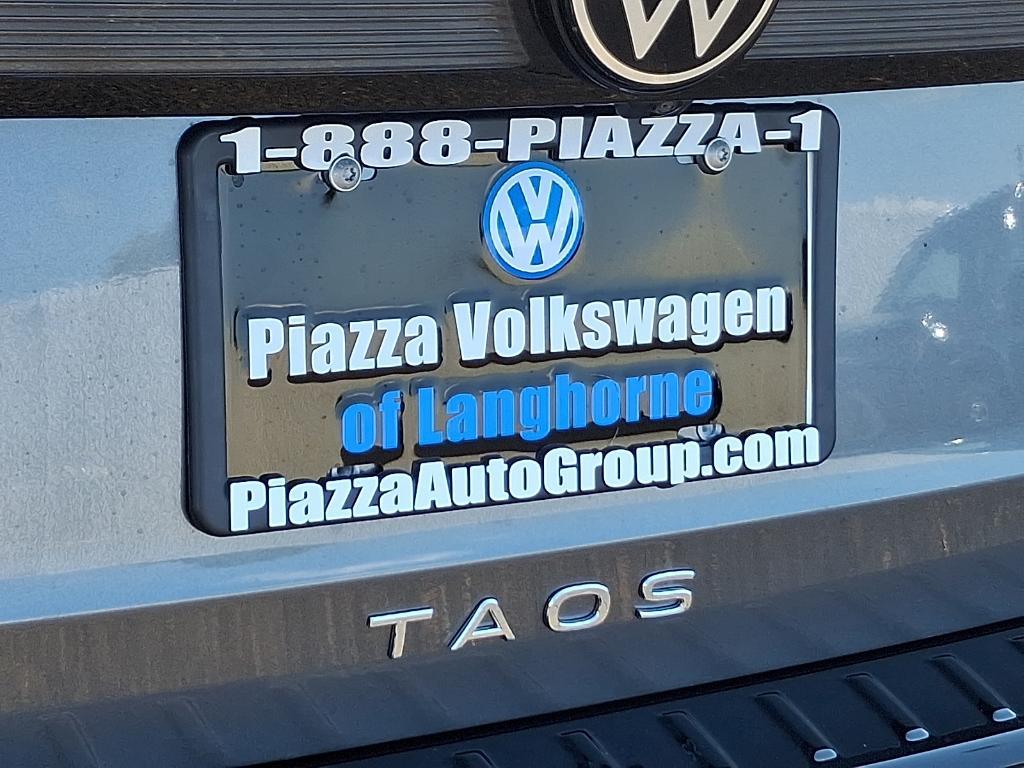 1-888-PIAZZA-1
Piazza Volkswagen
of Langhorne
PiazzaAutoGroup.com
TAOS